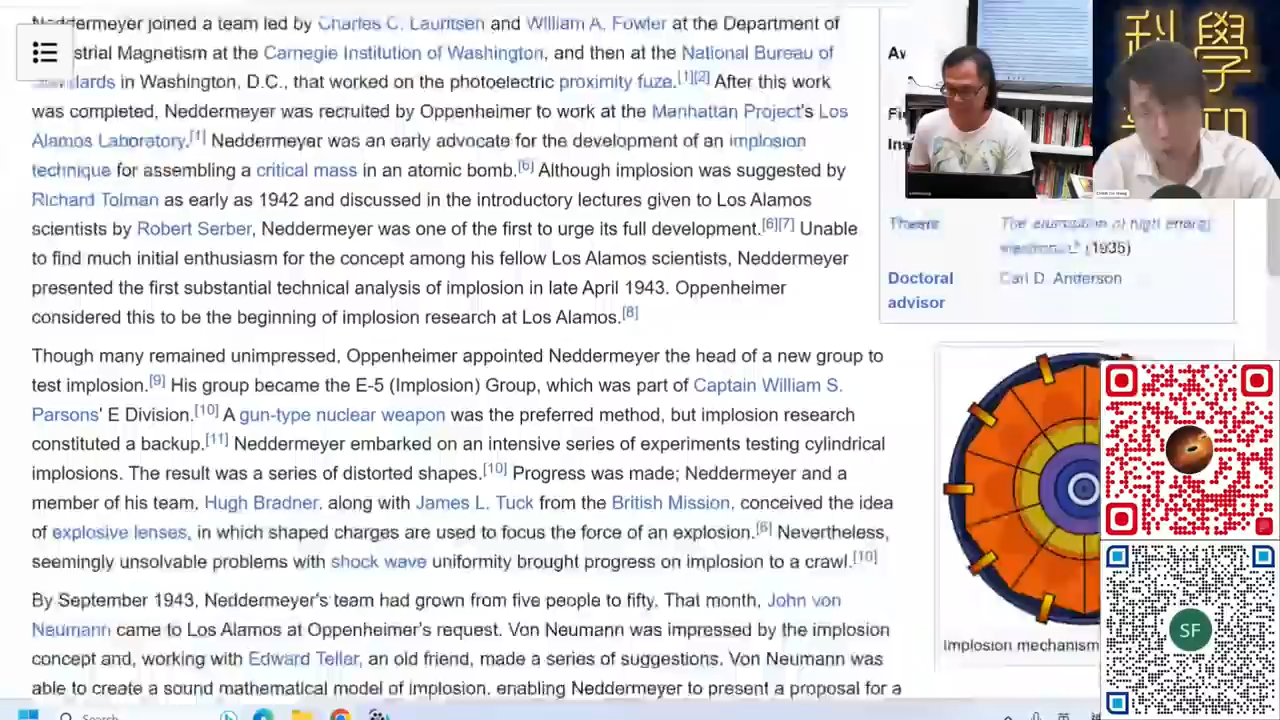 Neddermeyer joined a team led by Charles C. Lauritsen and William A. Fowler at the Department of
Terrestrial Magnetism at the Carnegie Institution of Washington and then at the National Bureau of
Standards in Washington, D.C., that worked on the photoelectric proximity fuze.[1][2] After this work
was completed, Neddermeyer was recruited by Oppenheimer to work at the Manhattan Project's Los
Alamos Laboratory.[1] Neddermeyer was an early advocate for the development of an implosion
technique for assembling a critical mass in an atomic bomb.[6] Although implosion was suggested by
Richard Tolman as early as 1942 and discussed in the introductory lectures given to Los Alamos
scientists by Robert Serber, Neddermeyer was one of the first to urge its full development.[6][7] Unable
to find much initial enthusiasm for the concept among his fellow Los Alamos scientists, Neddermeyer
presented the first substantial technical analysis of implosion in late April 1943. Oppenheimer
considered this to be the beginning of implosion research at Los Alamos.[8]
Though many remained unimpressed, Oppenheimer appointed Neddermeyer the head of a new group to
test implosion.[9] His group became the E-5 (Implosion) Group, which was part of Captain William S.
Parsons' E Division.[10] A gun-type nuclear weapon was the preferred method, but implosion research
constituted a backup.[11] Neddermeyer embarked on an intensive series of experiments testing cylindrical
implosions. The result was a series of distorted shapes.[10] Progress was made: Neddermeyer and a
member of his team, Hugh Bradner, along with James L. Tuck of the British Mission, conceived the idea
of explosive lenses, in which shaped charges are used to focus the force of an explosion.[6] Nevertheless,
seemingly unsolvable problems with shock wave uniformity brought progress on implosion to a crawl.[10]
By September 1943, Neddermeyer's team had grown from five people to fifty. That month, John von
Neumann came to Los Alamos at Oppenheimer's request. Von Neumann was impressed by the implosion
concept and, working with Edward Teller, an old friend, made a series of suggestions. Von Neumann was
able to create a sound mathematical model of implosion, enabling Neddermeyer to present a proposal for a
Thesis The absorption of high energy
electrons (1935)
Doctoral Carl D. Anderson
advisor
Implosion mechanism
科學
SF
Search